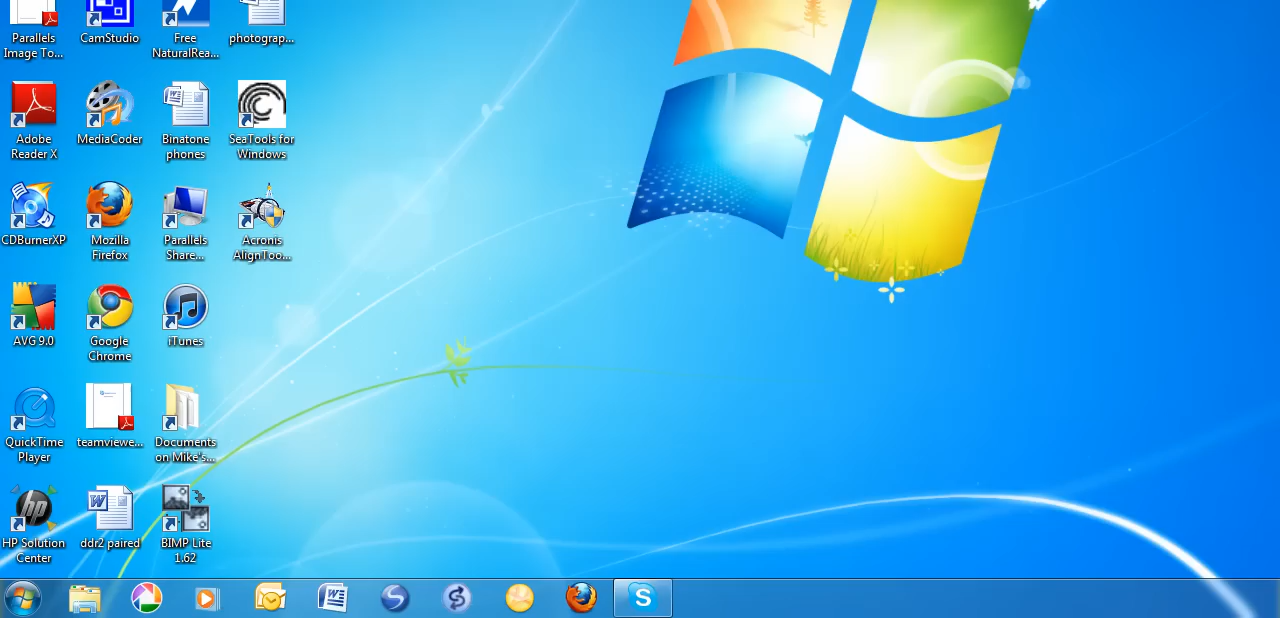 Parallels
Image To...
CamStudio
Free
NaturalRea...
photograp...
Adobe
Reader X
MediaCoder
Binatone
phones
SeaTools for
Windows
CDBurnerXP
Mozilla
Firefox
Parallels
Share...
Acronis
AlignToo...
AVG 9.0
Google
Chrome
iTunes
QuickTime
Player
teamviewe...
Documents
on Mike's...
hp
HP Solution
Center
ddr2 paired
BIMP Lite
1.62